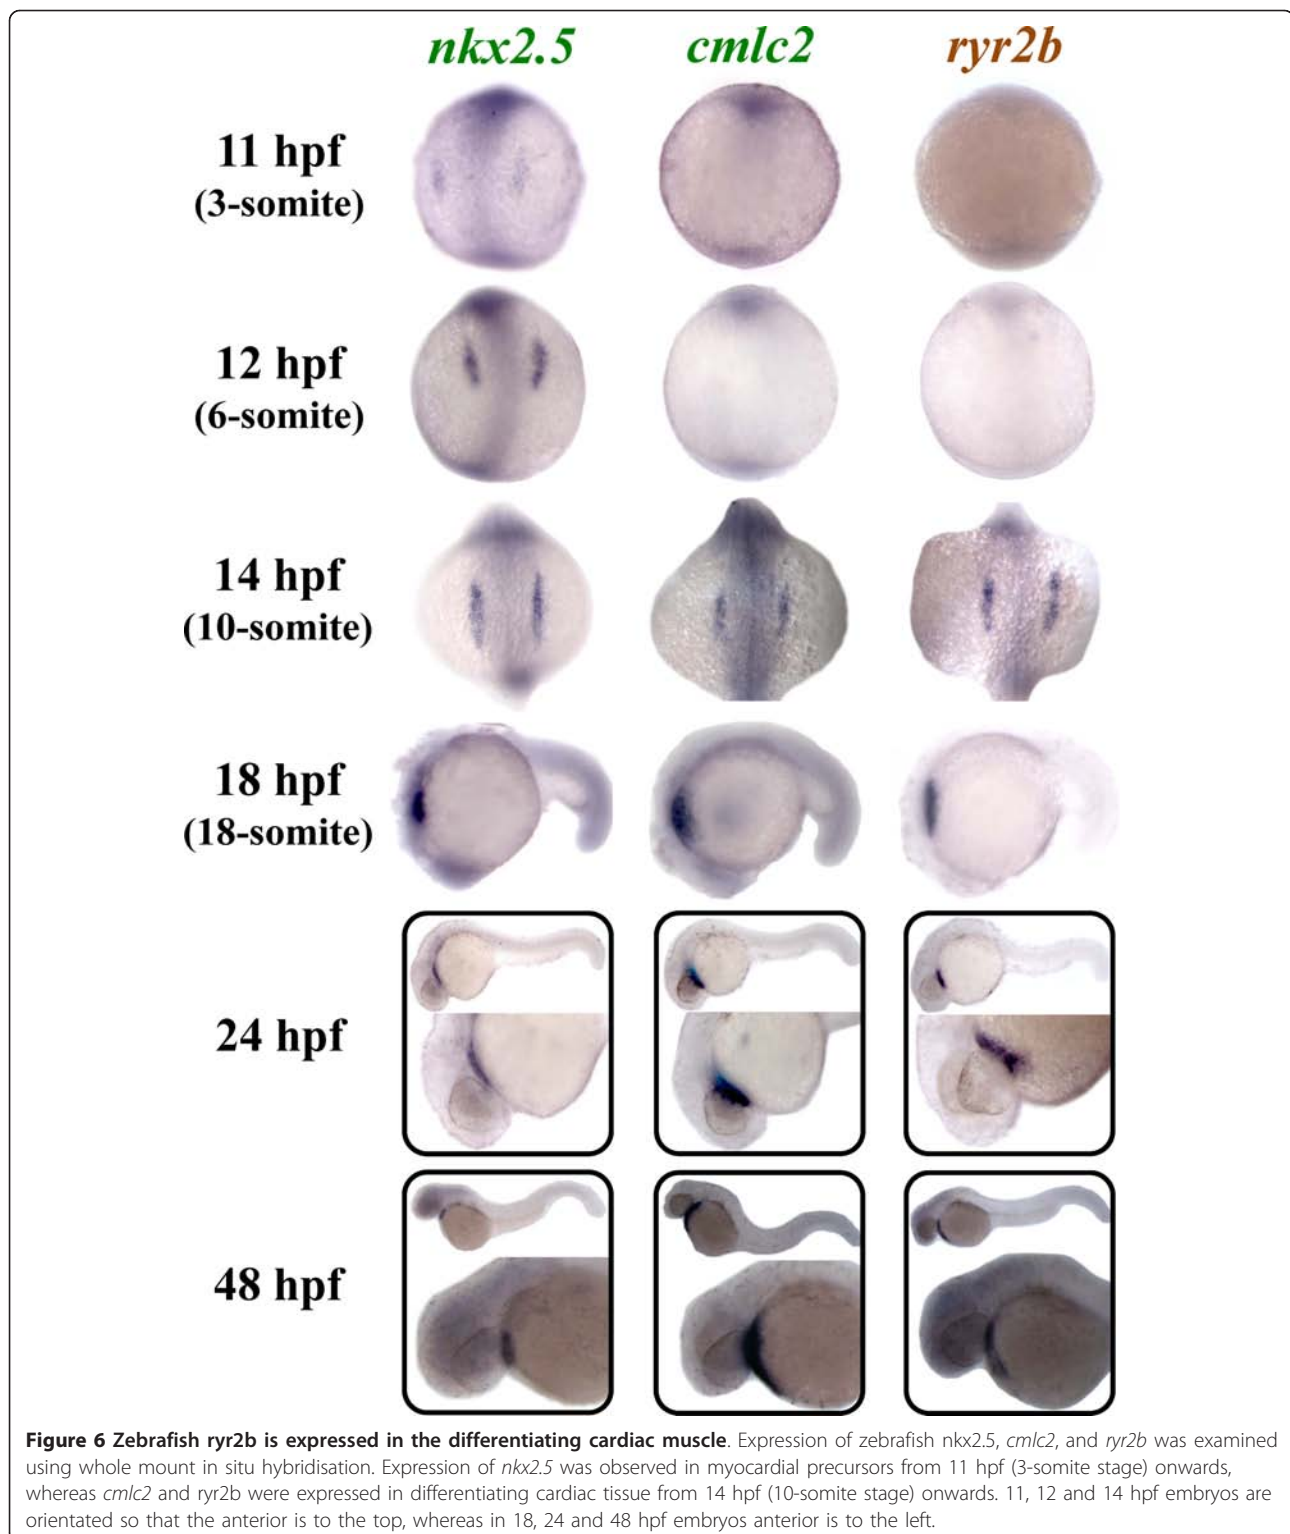 nkx2.5 cmlc2 ryr2b
11 hpf
(3-somite)
12 hpf
(6-somite)
14 hpf
(10-somite)
18 hpf
(18-somite)
24 hpf
48 hpf
Figure 6 Zebrafish ryr2b is expressed in the differentiating cardiac muscle. Expression of zebrafish nkx2.5, cmlc2, and ryr2b was examined
using whole mount in situ hybridisation. Expression of nkx2.5 was observed in myocardial precursors from 11 hpf (3-somite stage) onwards,
whereas cmlc2 and ryr2b were expressed in differentiating cardiac tissue from 14 hpf (10-somite stage) onwards. 11, 12 and 14 hpf embryos are
orientated so that the anterior is to the top, whereas in 18, 24 and 48 hpf embryos anterior is to the left.